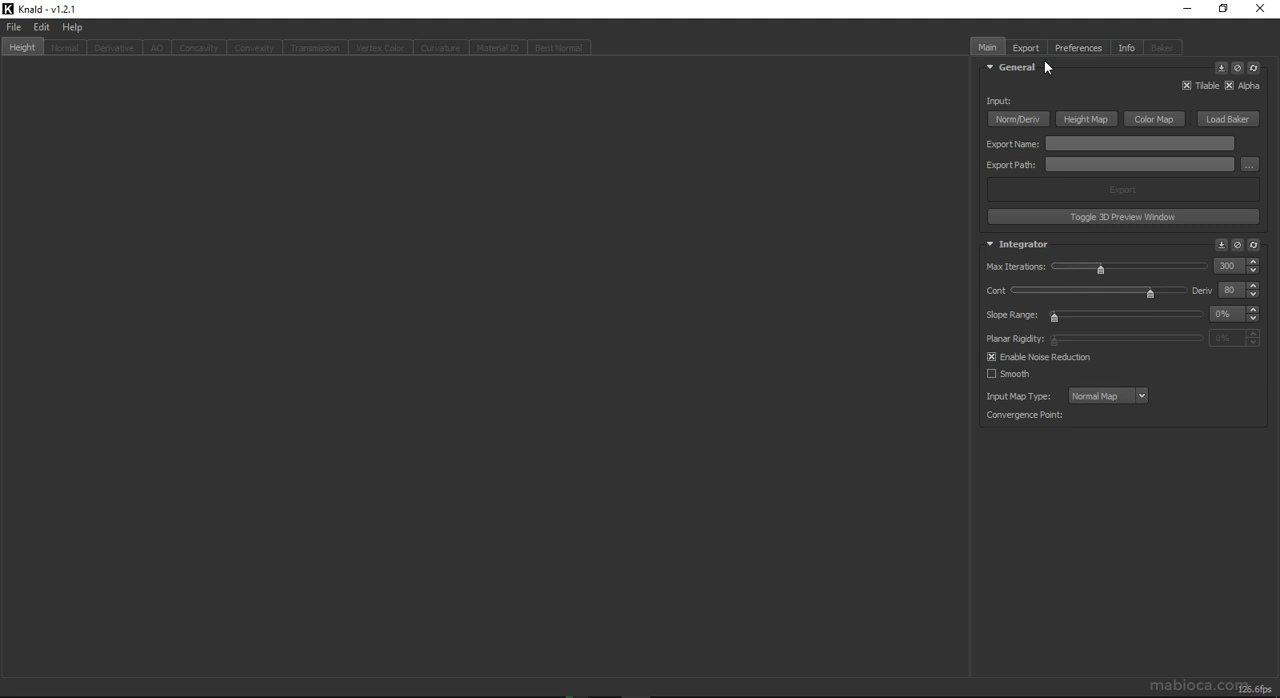 Knald - v1.2.1
File Edit Help
Height Normal Derivative AO Concavity Convexity Transmission Vertex Color Curvature Material ID Bent Normal
Main Export Preferences Info Baker
General
Tilable Alpha
Input:
Norm/Deriv Height Map Color Map Load Baker
Export Name:
Export Path: ...
Export
Toggle 3D Preview Window
Integrator
Max Iterations: 300
Cont Deriv 80
Slope Range: 0%
Planar Rigidity: 0%
Enable Noise Reduction
Smooth
Input Map Type: Normal Map
Convergence Point:
mabioca.com
126.6fps